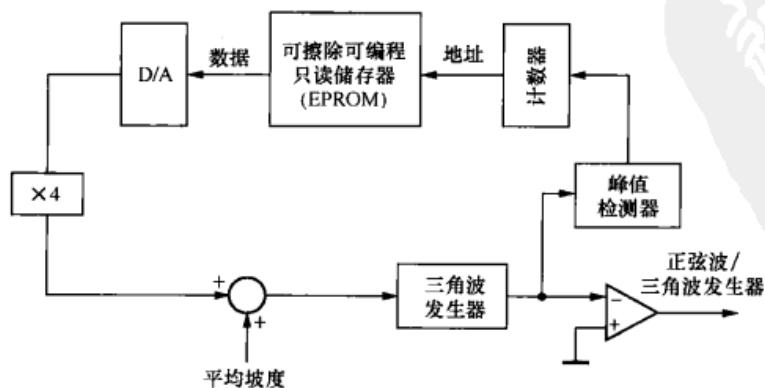 D/A
数据
可擦除可编程
只读储存器
(EPROM)
地址
计数器
×4
峰值
检测器
三角波
发生器
正弦波/
三角波发生器
+
+
−
+
平均坡度